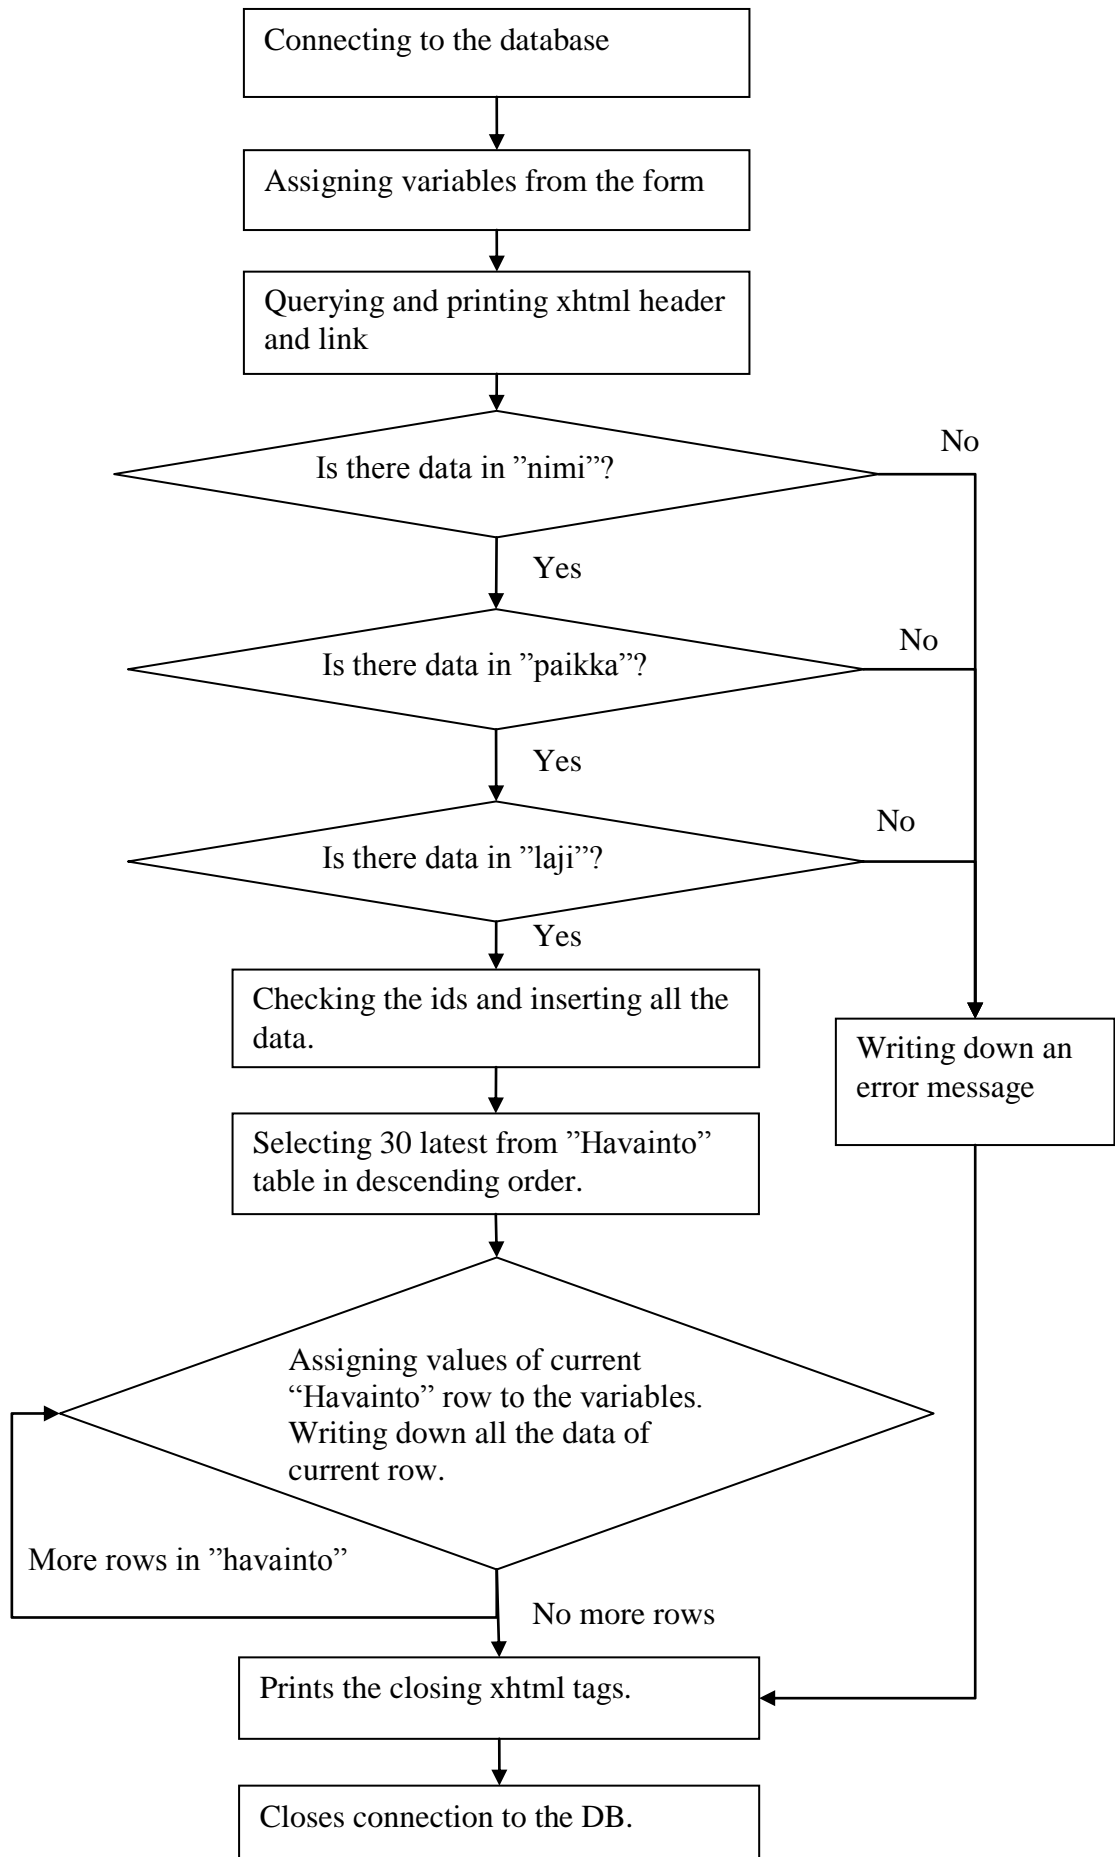 Connecting to the database
Assigning variables from the form
Querying and printing xhtml header
and link
Is there data in ”nimi”?
No
Yes
Is there data in ”paikka”?
No
Yes
Is there data in ”laji”?
No
Yes
Checking the ids and inserting all the
data.
Writing down an
error message
Selecting 30 latest from ”Havainto”
table in descending order.
Assigning values of current
“Havainto” row to the variables.
Writing down all the data of
current row.
More rows in ”havainto”
No more rows
Prints the closing xhtml tags.
Closes connection to the DB.